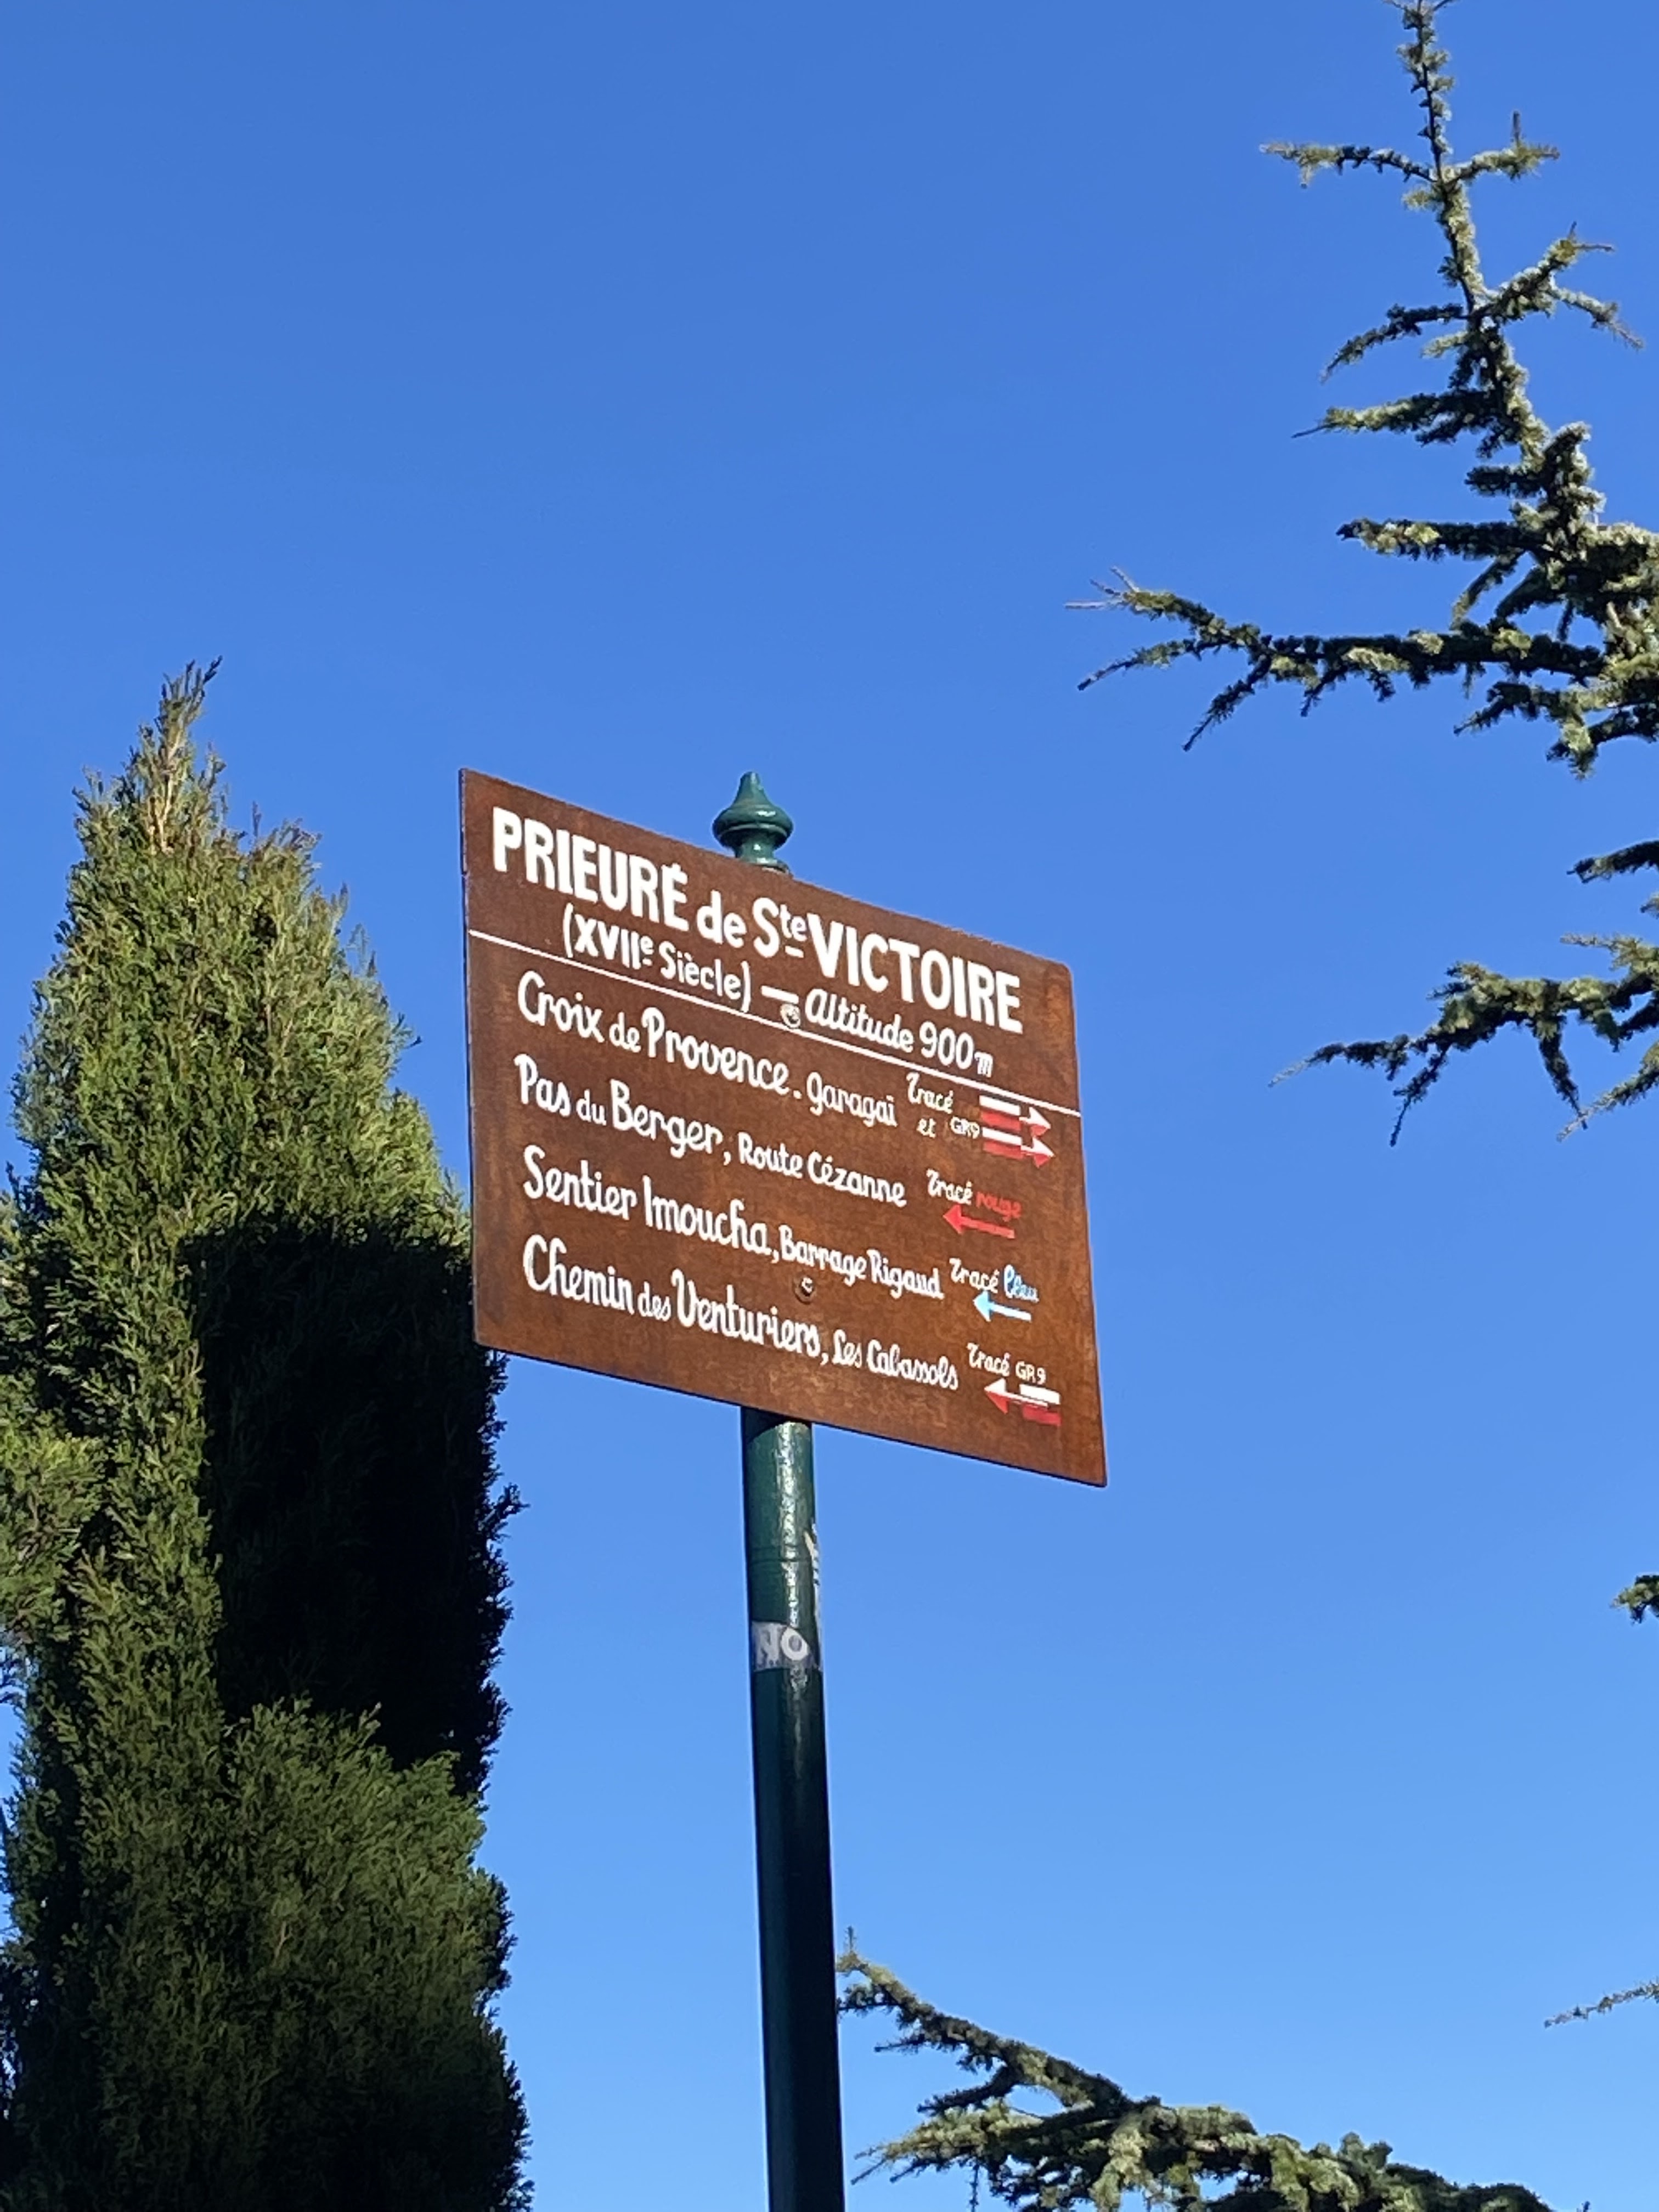 PRIEURÉ de Ste VICTOIRE
(XVIIe Siècle) — Altitude 900m
Croix de Provence. Garagaï Tracé et GR9
Pas du Berger, Route Cézanne Tracé rouge
Sentier Imoucha, Barrage Rigaud Tracé bleu
Chemin des Venturiers, Les Cabassols Tracé GR9
NO